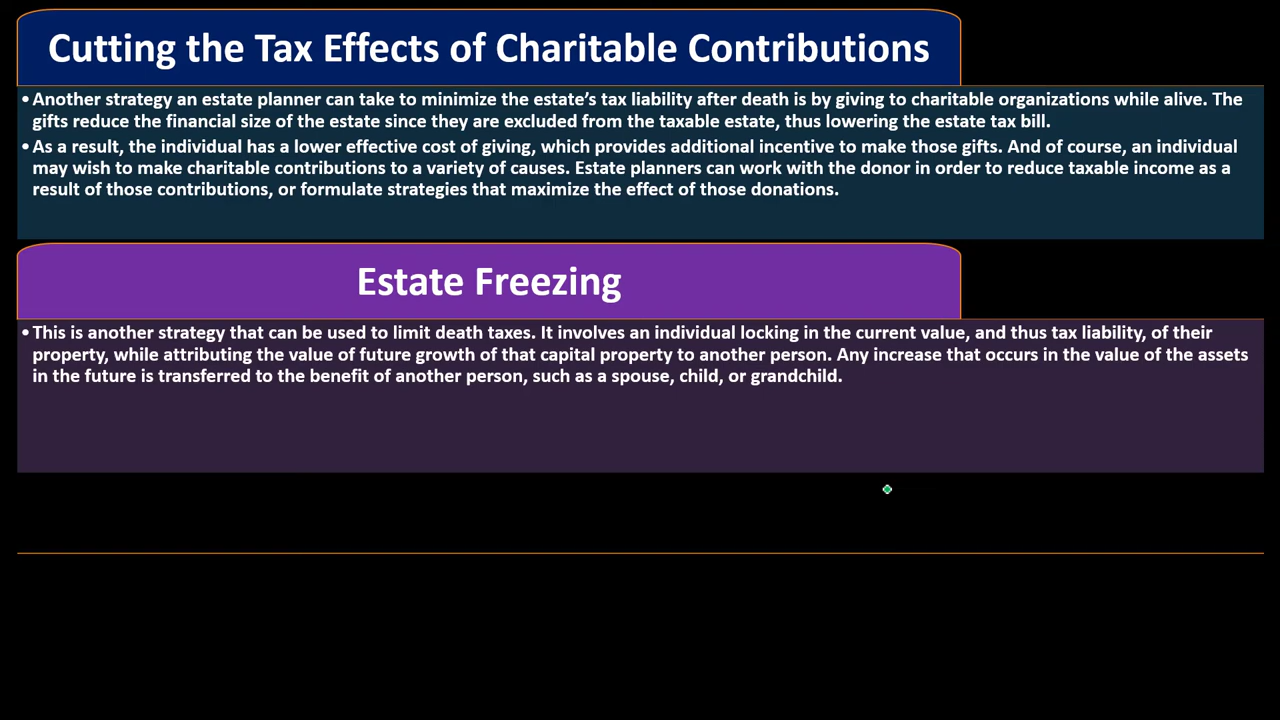 Cutting the Tax Effects of Charitable Contributions
•Another strategy an estate planner can take to minimize the estate’s tax liability after death is by giving to charitable organizations while alive. The
gifts reduce the financial size of the estate since they are excluded from the taxable estate, thus lowering the estate tax bill.
•As a result, the individual has a lower effective cost of giving, which provides additional incentive to make those gifts. And of course, an individual
may wish to make charitable contributions to a variety of causes. Estate planners can work with the donor in order to reduce taxable income as a
result of those contributions, or formulate strategies that maximize the effect of those donations.
Estate Freezing
•This is another strategy that can be used to limit death taxes. It involves an individual locking in the current value, and thus tax liability, of their
property, while attributing the value of future growth of that capital property to another person. Any increase that occurs in the value of the assets
in the future is transferred to the benefit of another person, such as a spouse, child, or grandchild.